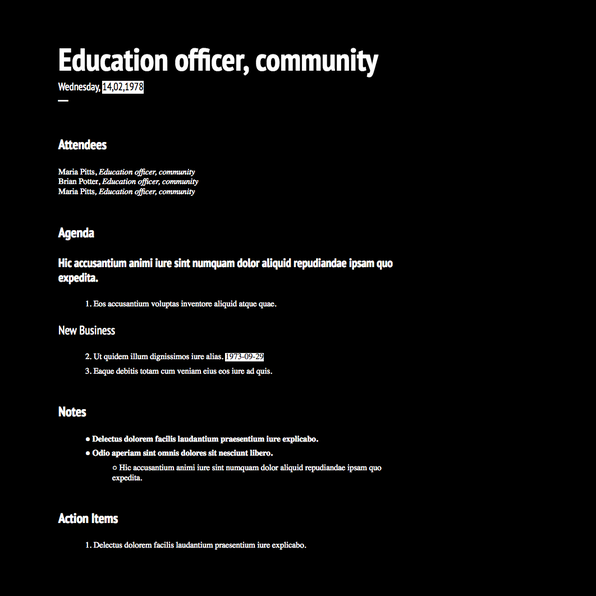 Education officer, community
Wednesday, 14,02,1978
—
Attendees
Maria Pitts, Education officer, community
Brian Potter, Education officer, community
Maria Pitts, Education officer, community
Agenda
Hic accusantium animi iure sint numquam dolor aliquid repudiandae ipsam quo
expedita.
1. Eos accusantium voluptas inventore aliquid atque quae.
New Business
2. Ut quidem illum dignissimos iure alias. 1973-09-29
3. Eaque debitis totam cum veniam eius eos iure ad quis.
Notes
● Delectus dolorem facilis laudantium praesentium iure explicabo.
● Odio aperiam sint omnis dolores sit nesciunt libero.
○ Hic accusantium animi iure sint numquam dolor aliquid repudiandae ipsam quo
expedita.
Action Items
1. Delectus dolorem facilis laudantium praesentium iure explicabo.